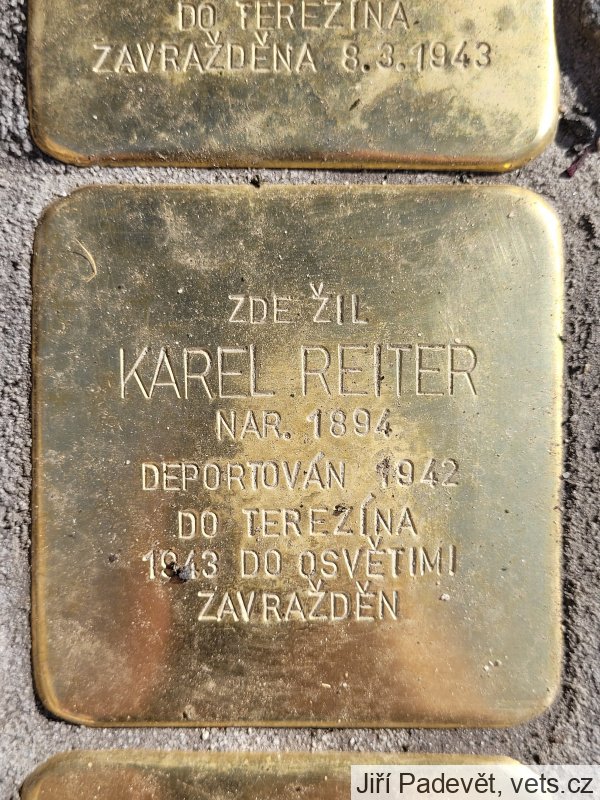 DO TEREZÍNA
ZAVRAŽDĚNA 8.3.1943
ZDE ŽIL
KAREL REITER
NAR. 1894
DEPORTOVÁN 1942
DO TEREZÍNA
1943 DO OSVĚTIMI
ZAVRAŽDĚN
Jiří Padevět, vets.cz